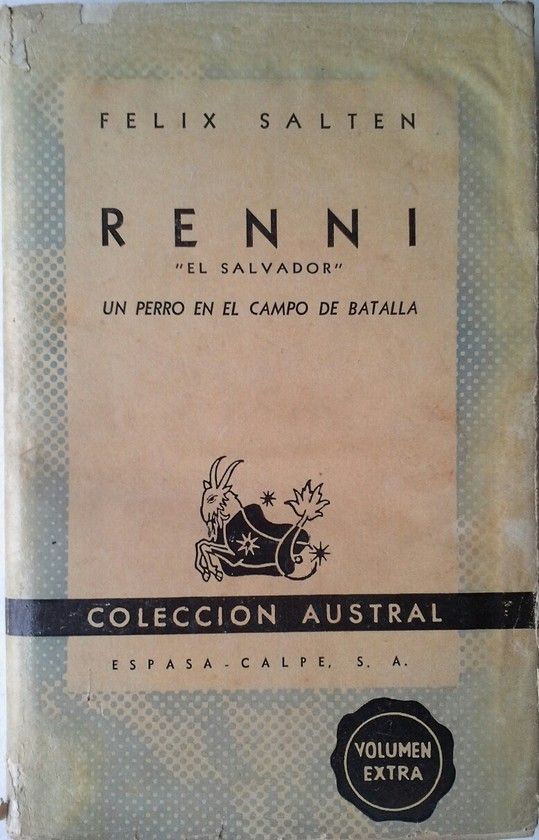 FELIX SALTEN
RENNI
"EL SALVADOR"
UN PERRO EN EL CAMPO DE BATALLA
COLECCION AUSTRAL
ESPASA-CALPE, S. A.
VOLUMEN
EXTRA